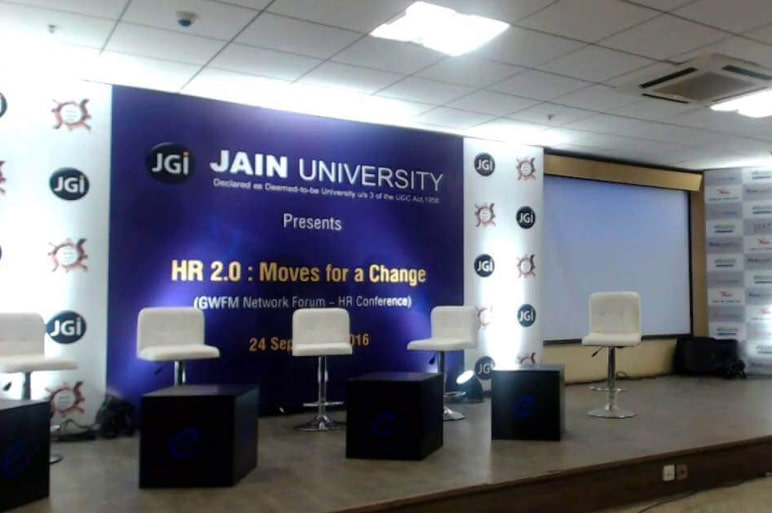 JGi JAIN UNIVERSITY
Declared as Deemed-to-be University u/s 3 of the UGC Act, 1956
Presents
HR 2.0 : Moves for a Change
(GWFM Network Forum – HR Conference)
24 Sep 2016
JGi
JGi
JGi
JGi
JGi
JGi